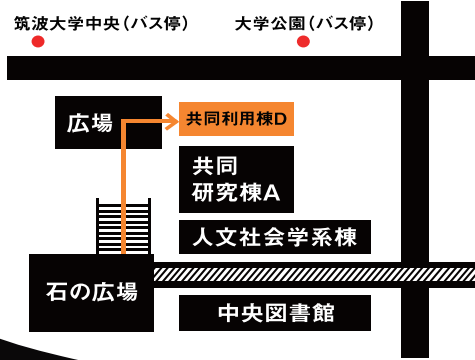 筑波大学中央(バス停)
大学公園(バス停)
広場
共同利用棟D
共同
研究棟A
人文社会学系棟
石の広場
中央図書館